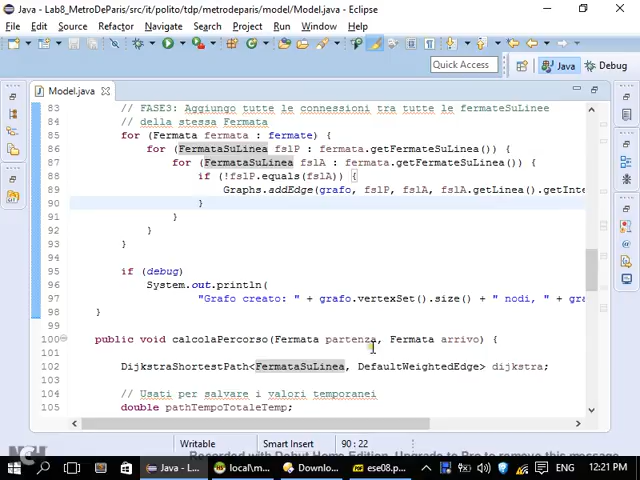 Java - Lab8_MetroDeParis/src/it/polito/tdp/metrodeparis/model/Model.java - Eclipse
File Edit Source Refactor Navigate Search Project Run Window Help
Quick Access
Java
Debug
Model.java
83 // FASE3: Aggiungo tutte le connessioni tra tutte le fermateSuLinee
84 // della stessa Fermata
85 for (Fermata fermata : fermate) {
86 for (FermataSuLinea fslP : fermata.getFermateSuLinea()) {
87 for (FermataSuLinea fslA : fermata.getFermateSuLinea()) {
88 if (!fslP.equals(fslA)) {
89 Graphs.addEdge(grafo, fslP, fslA, fslA.getLinea().getInte
90 }
91 }
92 }
93 }
94
95 if (debug)
96 System.out.println(
97 "Grafo creato: " + grafo.vertexSet().size() + " nodi, " + gra
98 }
99
100 public void calcolaPercorso(Fermata partenza, Fermata arrivo) {
101
102 DijkstraShortestPath<FermataSuLinea, DefaultWeightedEdge> dijkstra;
103
104 // Usati per salvare i valori temporanei
105 double pathTempoTotaleTemp;
Writable
Smart Insert
90 : 22
NCH
Recorded with Debut Home Edition. Upgrade to Pro to remove this message.
Java - Lab...
local\m...
Downlo...
ese08.p...
ENG
12:21 PM